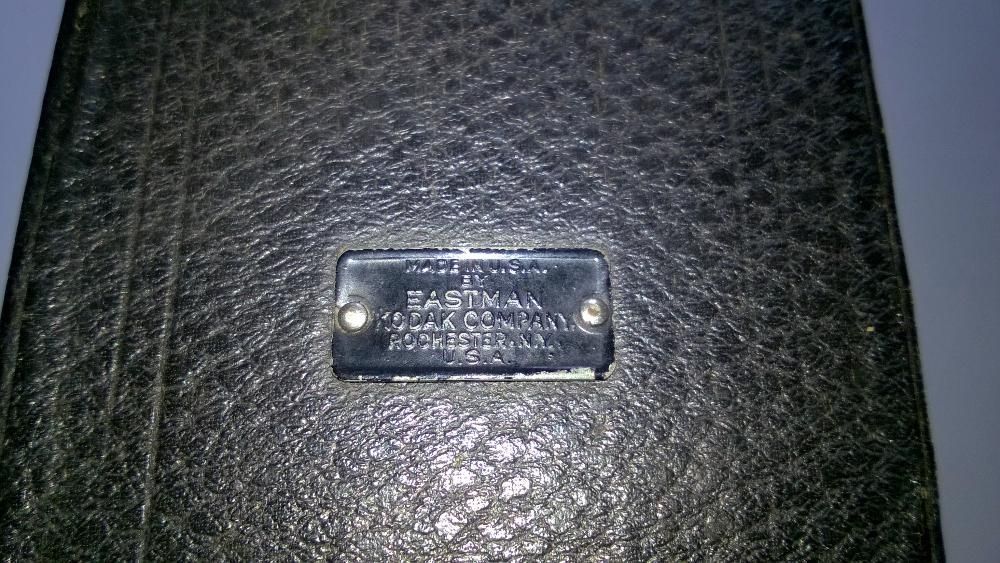 MADE IN U.S.A.
BY
EASTMAN
KODAK COMPANY.
ROCHESTER, N.Y.,
U.S.A.